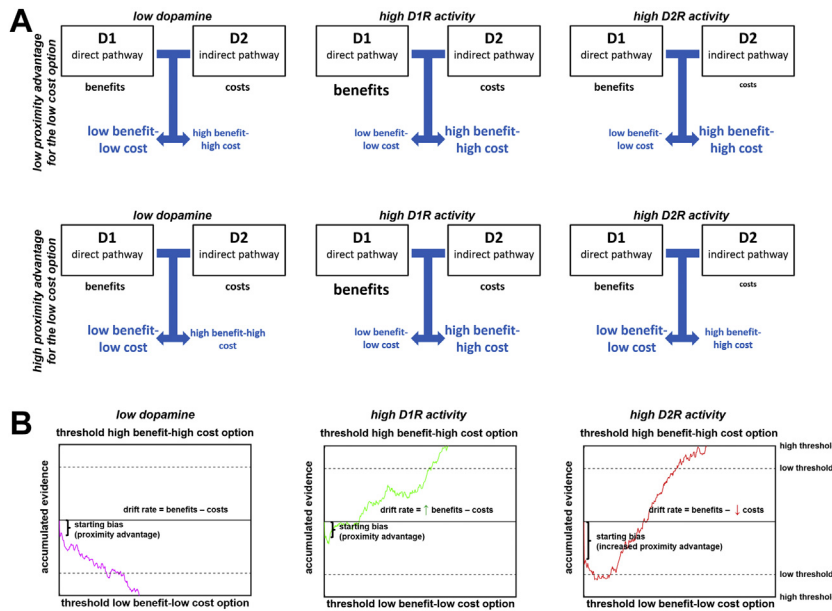 A
low proximity advantage
for the low cost option
low dopamine
high D1R activity
high D2R activity
D1
direct pathway
D2
indirect pathway
D1
direct pathway
D2
indirect pathway
D1
direct pathway
D2
indirect pathway
benefits
costs
benefits
costs
benefits
costs
low benefit-
low cost
high benefit-
high cost
low benefit-
low cost
high benefit-
high cost
low benefit-
low cost
high benefit-
high cost
high proximity advantage
for the low cost option
low dopamine
high D1R activity
high D2R activity
D1
direct pathway
D2
indirect pathway
D1
direct pathway
D2
indirect pathway
D1
direct pathway
D2
indirect pathway
benefits
costs
benefits
costs
benefits
costs
low benefit-
low cost
high benefit-high
cost
low benefit-
low cost
high benefit-
high cost
low benefit-
low cost
high benefit-
high cost
B
low dopamine
threshold high benefit-high cost option
accumulated evidence
drift rate = benefits – costs
starting bias
(proximity advantage)
threshold low benefit-low cost option
high D1R activity
threshold high benefit-high cost option
accumulated evidence
drift rate = ↑ benefits – costs
starting bias
(proximity advantage)
threshold low benefit-low cost option
high D2R activity
threshold high benefit-high cost option
accumulated evidence
high threshold
low threshold
drift rate = benefits – ↓ costs
starting bias
(increased proximity advantage)
low threshold
high threshold
threshold low benefit-low cost option